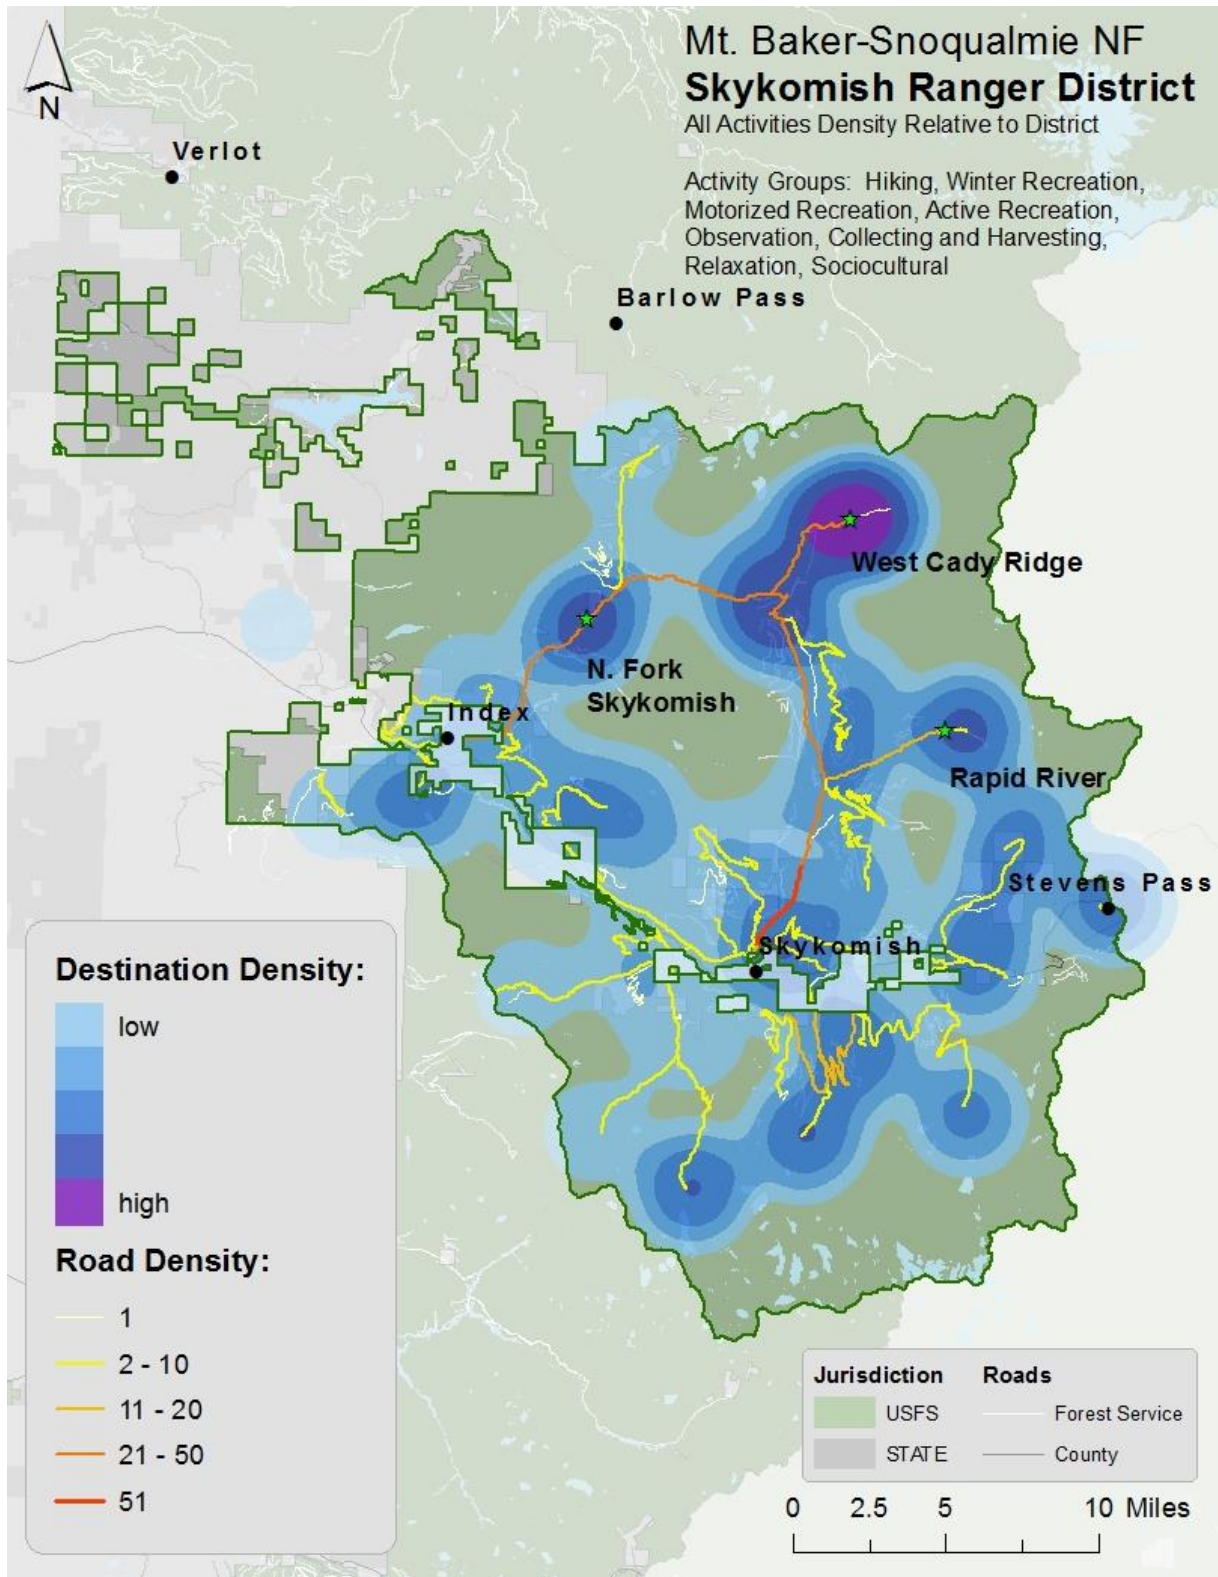 Mt. Baker-Snoqualmie NF
Skykomish Ranger District
All Activities Density Relative to District
Activity Groups: Hiking, Winter Recreation,
Motorized Recreation, Active Recreation,
Observation, Collecting and Harvesting,
Relaxation, Sociocultural
N
Verlot
Barlow Pass
West Cady Ridge
N. Fork
Skykomish
Index
Rapid River
Stevens Pass
Skykomish
Destination Density:
low
high
Road Density:
1
2 - 10
11 - 20
21 - 50
51
Jurisdiction
Roads
USFS
Forest Service
STATE
County
0 2.5 5 10 Miles